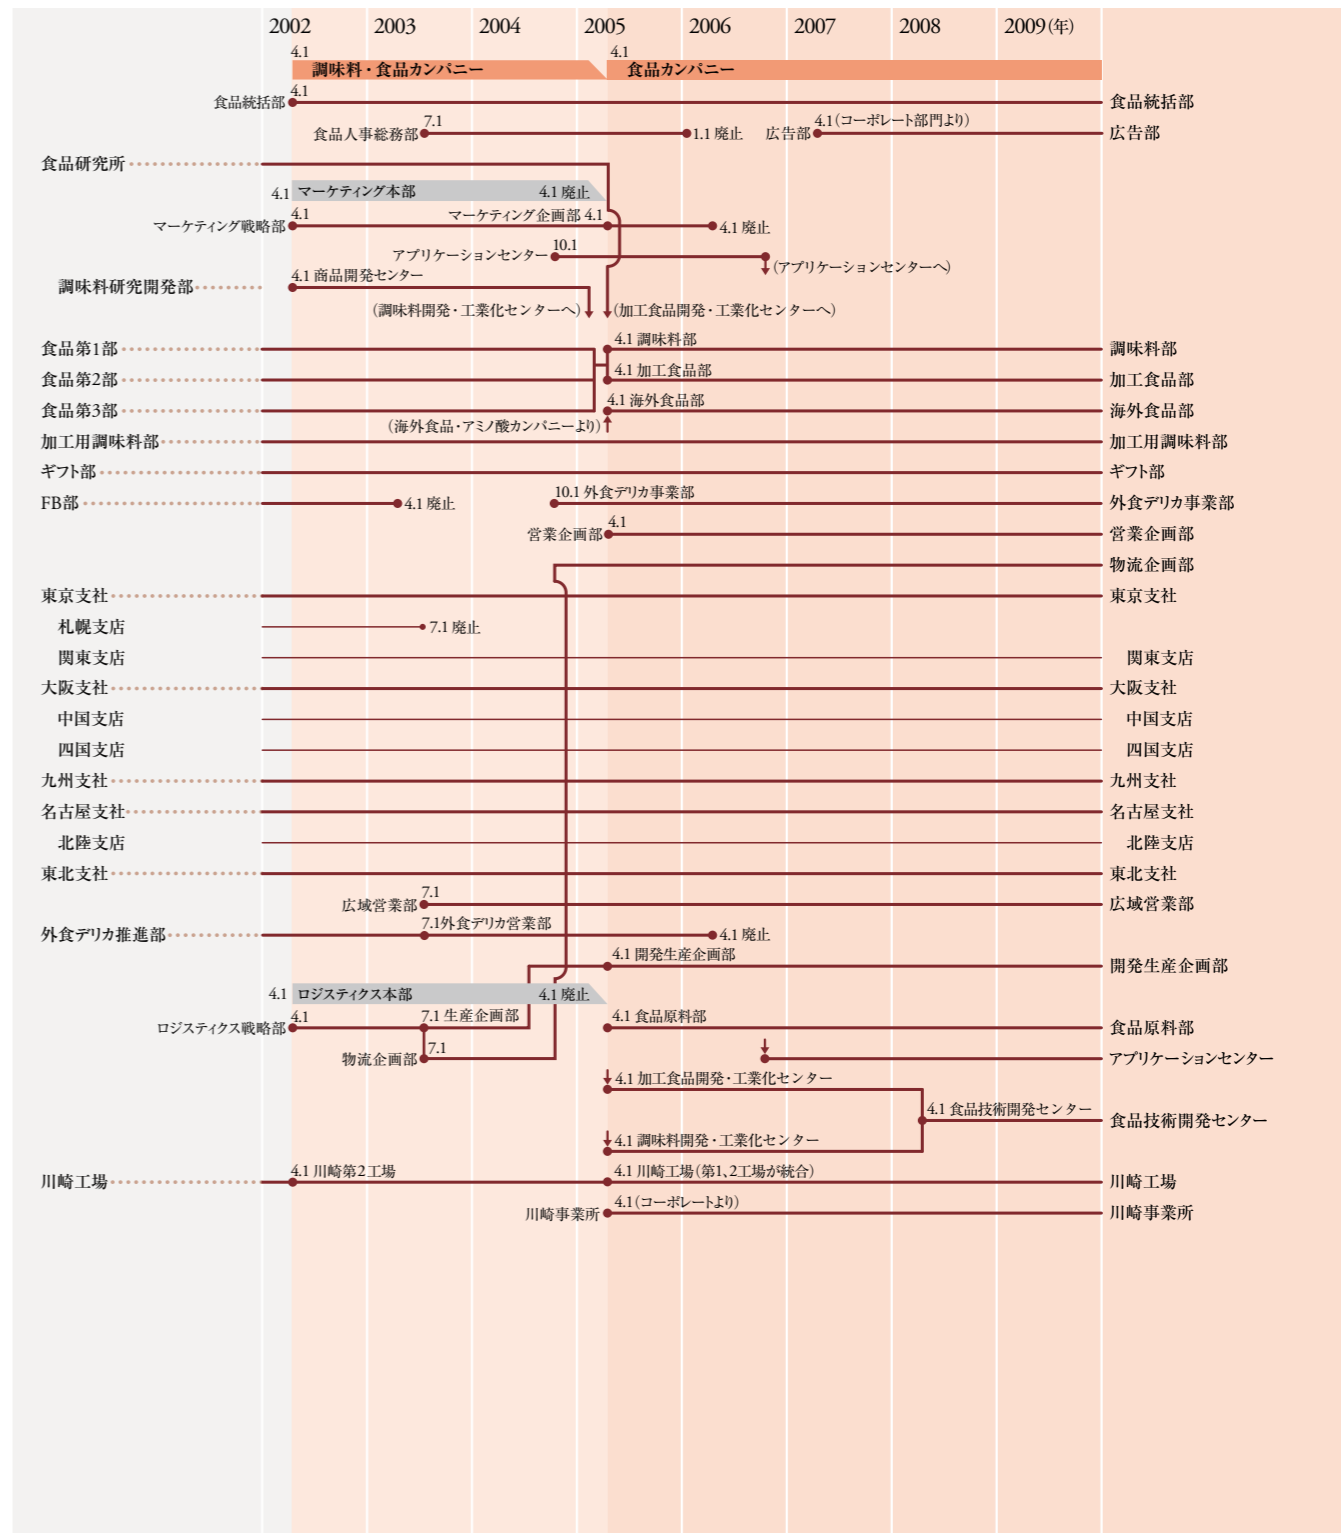 2002 2003 2004 2005 2006 2007 2008 2009(年)
4.1 4.1
調味料・食品カンパニー 食品カンパニー
食品統括部 4.1 食品統括部
食品人事総務部 7.1 1.1 廃止 広告部 4.1(コーポレート部門より) 広告部
食品研究所
4.1 マーケティング本部 4.1 廃止
マーケティング戦略部 4.1 マーケティング企画部 4.1 4.1 廃止
アプリケーションセンター 10.1 (アプリケーションセンターへ)
調味料研究開発部 4.1 商品開発センター
(調味料開発・工業化センターへ) (加工食品開発・工業化センターへ)
食品第1部 4.1 調味料部 調味料部
食品第2部 4.1 加工食品部 加工食品部
食品第3部 4.1 海外食品部 海外食品部
(海外食品・アミノ酸カンパニーより)
加工用調味料部 加工用調味料部
ギフト部 ギフト部
FB部 4.1 廃止 10.1 外食デリカ事業部 外食デリカ事業部
営業企画部 4.1 営業企画部
物流企画部
東京支社 東京支社
札幌支店 7.1 廃止
関東支店 関東支店
大阪支社 大阪支社
中国支店 中国支店
四国支店 四国支店
九州支社 九州支社
名古屋支社 名古屋支社
北陸支店 北陸支店
東北支社 東北支社
広域営業部 7.1 広域営業部
外食デリカ推進部 7.1外食デリカ営業部 4.1 廃止
4.1 開発生産企画部 開発生産企画部
4.1 ロジスティクス本部 4.1 廃止
ロジスティクス戦略部 4.1 7.1 生産企画部 4.1 食品原料部 食品原料部
物流企画部 7.1 アプリケーションセンター
4.1 加工食品開発・工業化センター
4.1 食品技術開発センター 食品技術開発センター
4.1 調味料開発・工業化センター
川崎工場 4.1 川崎第2工場 4.1 川崎工場(第1、2工場が統合) 川崎工場
川崎事業所 4.1(コーポレートより) 川崎事業所